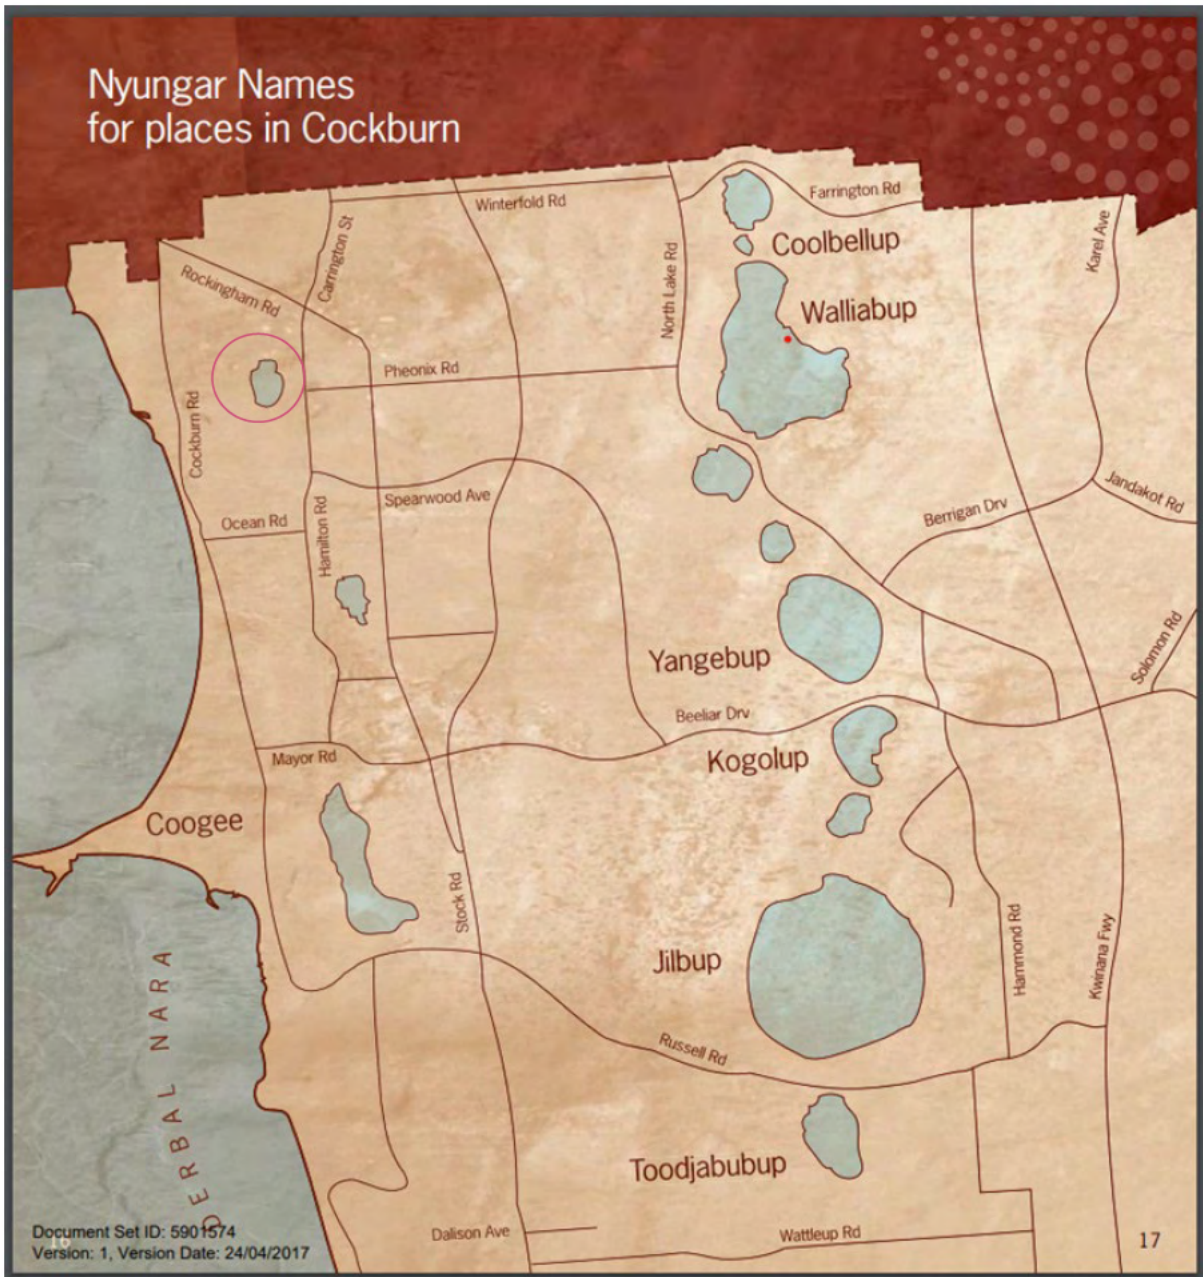 Nyungar Names
for places in Cockburn
Winterfold Rd
Farrington Rd
Carrington St
Karel Ave
Coolbellup
North Lake Rd
Rockingham Rd
Walliabup
Pheonix Rd
Cockburn Rd
Spearwood Ave
Jandakot Rd
Berrigan Drv
Ocean Rd
Hamilton Rd
Solomon Rd
Yangebup
Beeliar Drv
Mayor Rd
Kogolup
Coogee
Stock Rd
Jilbup
Hammond Rd
Kwinana Fwy
DERBAL NARA
Russell Rd
Toodjabubup
Dalison Ave
Wattleup Rd
Document Set ID: 5901574
Version: 1, Version Date: 24/04/2017
16
17